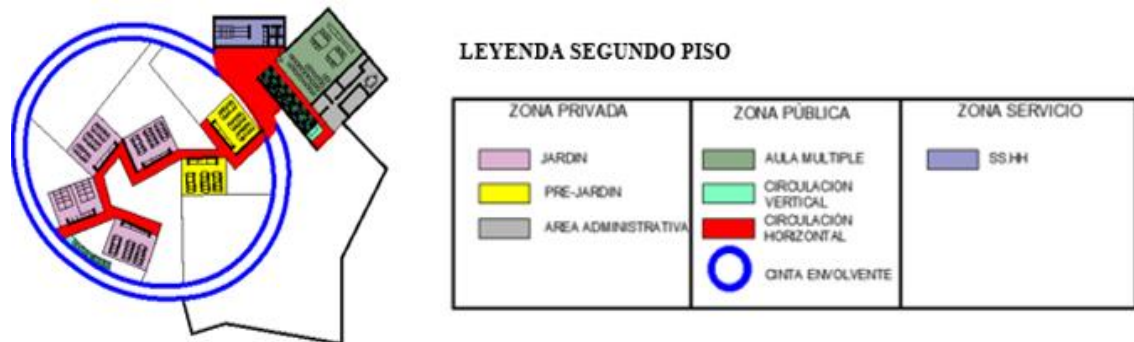 LEYENDA SEGUNDO PISO
ZONA PRIVADA
JARDIN
PRE-JARDIN
AREA ADMINISTRATIVA
ZONA PÚBLICA
AULA MULTIPLE
CIRCULACION
VERTICAL
CIRCULACIÓN
HORIZONTAL
CINTA ENVOLVENTE
ZONA SERVICIO
SS.HH